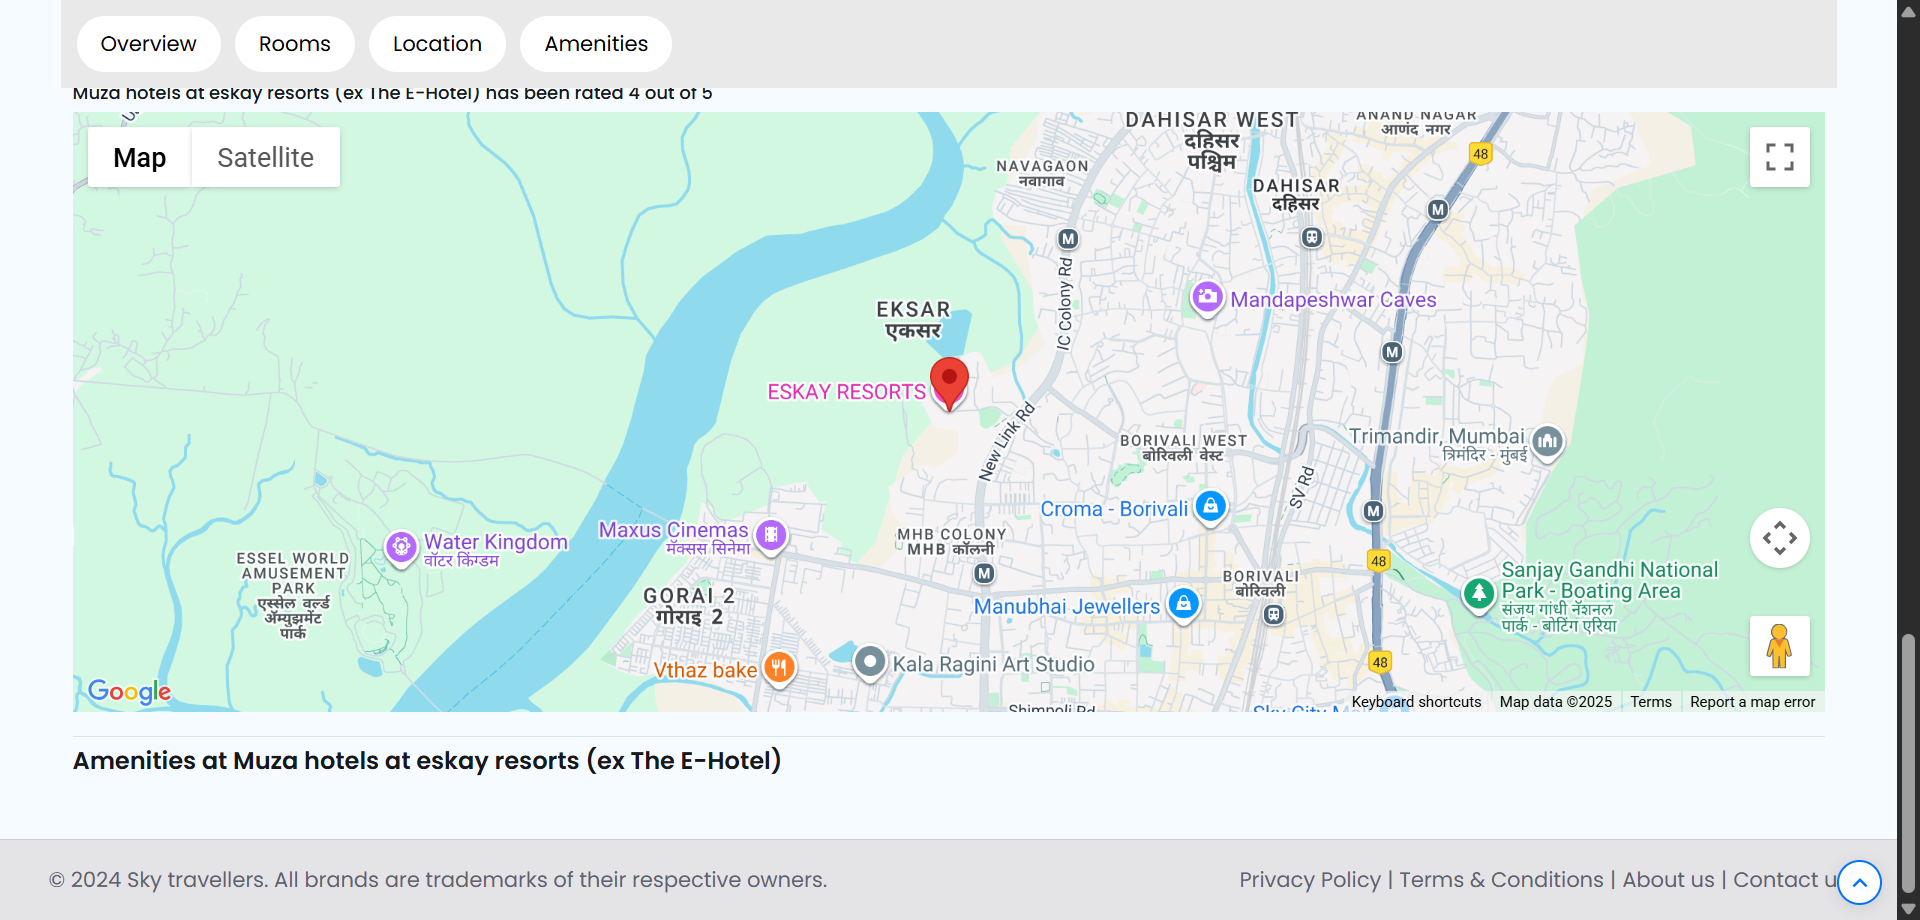 Overview
Rooms
Location
Amenities
Muza hotels at eskay resorts (ex The E-Hotel) has been rated 4 out of 5
Map
Satellite
DAHISAR WEST
दहिसर
पश्चिम
ANAND NAGAR
आणंद नगर
48
NAVAGAON
नवागाव
DAHISAR
दहिसर
M
M
IC Colony Rd
Mandapeshwar Caves
EKSAR
एकसर
M
ESKAY RESORTS
New Link Rd
BORIVALI WEST
बोरिवली वेस्ट
Trimandir, Mumbai
त्रिमंदिर - मुंबई
SV Rd
Croma - Borivali
M
Water Kingdom
वॉटर किंग्डम
Maxus Cinemas
मॅक्सस सिनेमा
MHB COLONY
MHB कॉलनी
M
ESSEL WORLD
AMUSEMENT
PARK
एस्सेल वर्ल्ड
ॲम्युझमेंट
पार्क
48
Sanjay Gandhi National
Park - Boating Area
संजय गांधी नॅशनल
पार्क - बोटिंग एरिया
BORIVALI
बोरिवली
GORAI 2
गोराई 2
Manubhai Jewellers
Vthaz bake
Kala Ragini Art Studio
48
Google
Shimpoli Rd
Sky City M
Keyboard shortcuts
Map data ©2025
Terms
Report a map error
Amenities at Muza hotels at eskay resorts (ex The E-Hotel)
© 2024 Sky travellers. All brands are trademarks of their respective owners.
Privacy Policy | Terms & Conditions | About us | Contact u